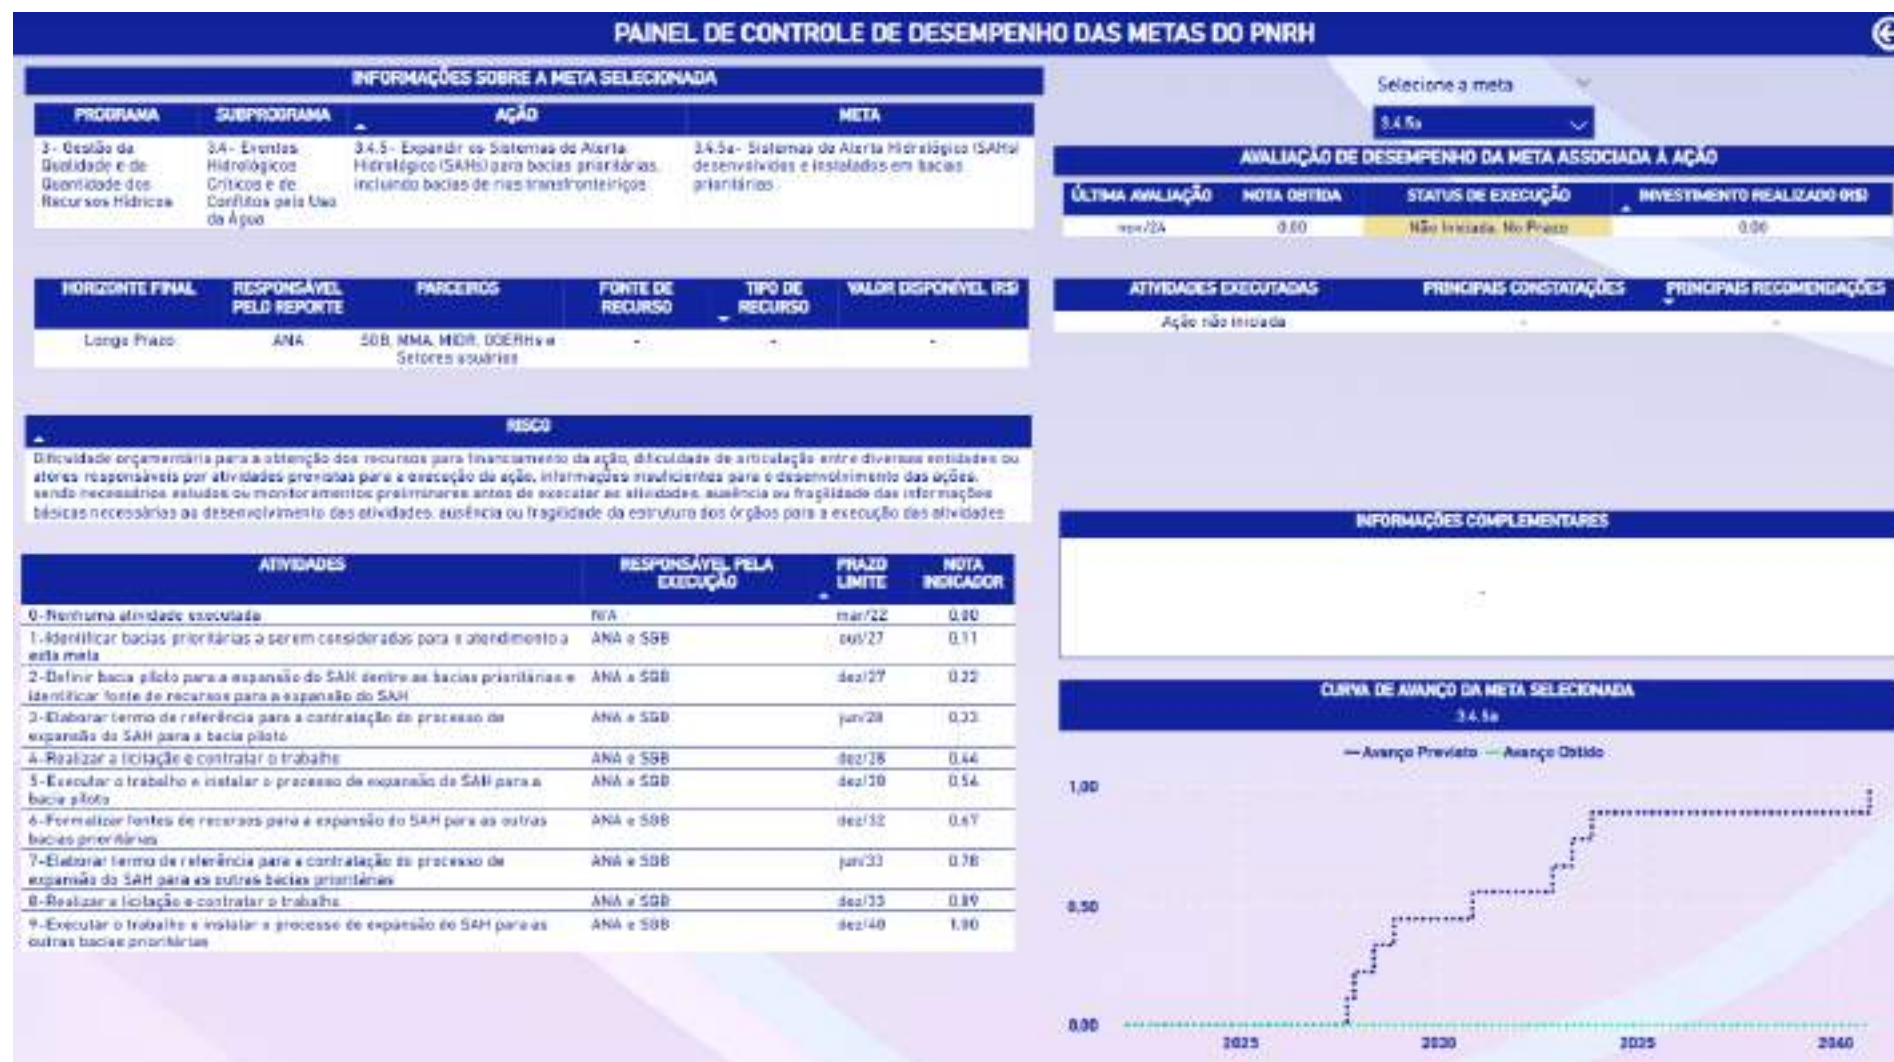 PAINEL DE CONTROLE DE DESEMPENHO DAS METAS DO PNRH
INFORMAÇÕES SOBRE A META SELECIONADA
PROGRAMA SUBPROGRAMA AÇÃO META
3- Gestão da Qualidade e de Quantidade dos Recursos Hídricos
3.4- Eventos Hidrológicos Críticos e de Conflitos pelo Uso da Água
3.4.5- Expandir os Sistemas de Alerta Hidrológico (SAHs) para bacias prioritárias, incluindo bacias de rios transfronteiriços
3.4.5a- Sistemas de Alerta Hidrológico (SAHs) desenvolvidos e instalados em bacias prioritárias
HORIZONTE FINAL RESPONSÁVEL PELO REPORTE PARCEIROS FONTE DE RECURSO TIPO DE RECURSO VALOR DISPONÍVEL (R$)
Longo Prazo ANA SGB, MMA, MIDR, OGERHs e Setores usuários - - -
RISCO
Dificuldade orçamentária para a obtenção dos recursos para financiamento da ação, dificuldade de articulação entre diversas entidades ou
atores responsáveis por atividades previstas para a execução da ação, informações insuficientes para o desenvolvimento das ações,
sendo necessários estudos ou monitoramentos preliminares antes de executar as atividades, ausência ou fragilidade das informações
básicas necessárias ao desenvolvimento das atividades, ausência ou fragilidade da estrutura dos órgãos para a execução das atividades
ATIVIDADES RESPONSÁVEL PELA EXECUÇÃO PRAZO LIMITE NOTA INDICADOR
0-Nenhuma atividade executada N/A mar/22 0,00
1-Identificar bacias prioritárias a serem consideradas para o atendimento a ANA e SGB out/27 0,11
esta meta
2-Definir bacia piloto para a expansão do SAH dentre as bacias prioritárias e ANA e SGB dez/27 0,22
identificar fonte de recursos para a expansão do SAH
3-Elaborar termo de referência para a contratação do processo de ANA e SGB jun/28 0,33
expansão do SAH para a bacia piloto
4-Realizar a licitação e contratar o trabalho ANA e SGB dez/28 0,44
5-Executar o trabalho e instalar o processo de expansão do SAH para a ANA e SGB dez/30 0,56
bacia piloto
6-Formalizar fontes de recursos para a expansão do SAH para as outras ANA e SGB dez/32 0,67
bacias prioritárias
7-Elaborar termo de referência para a contratação do processo de ANA e SGB jun/33 0,78
expansão do SAH para as outras bacias prioritárias
8-Realizar a licitação e contratar o trabalho ANA e SGB dez/33 0,89
9-Executar o trabalho e instalar o processo de expansão do SAH para as ANA e SGB dez/40 1,00
outras bacias prioritárias
Selecione a meta
3.4.5a
AVALIAÇÃO DE DESEMPENHO DA META ASSOCIADA À AÇÃO
ÚLTIMA AVALIAÇÃO NOTA OBTIDA STATUS DE EXECUÇÃO INVESTIMENTO REALIZADO (R$)
nov/24 0,00 Não Iniciada. No Prazo 0,00
ATIVIDADES EXECUTADAS PRINCIPAIS CONSTATAÇÕES PRINCIPAIS RECOMENDAÇÕES
Ação não iniciada - -
INFORMAÇÕES COMPLEMENTARES
-
CURVA DE AVANÇO DA META SELECIONADA
3.4.5a
Avanço Previsto Avanço Obtido
1,00
0,50
0,00
2025 2030 2035 2040